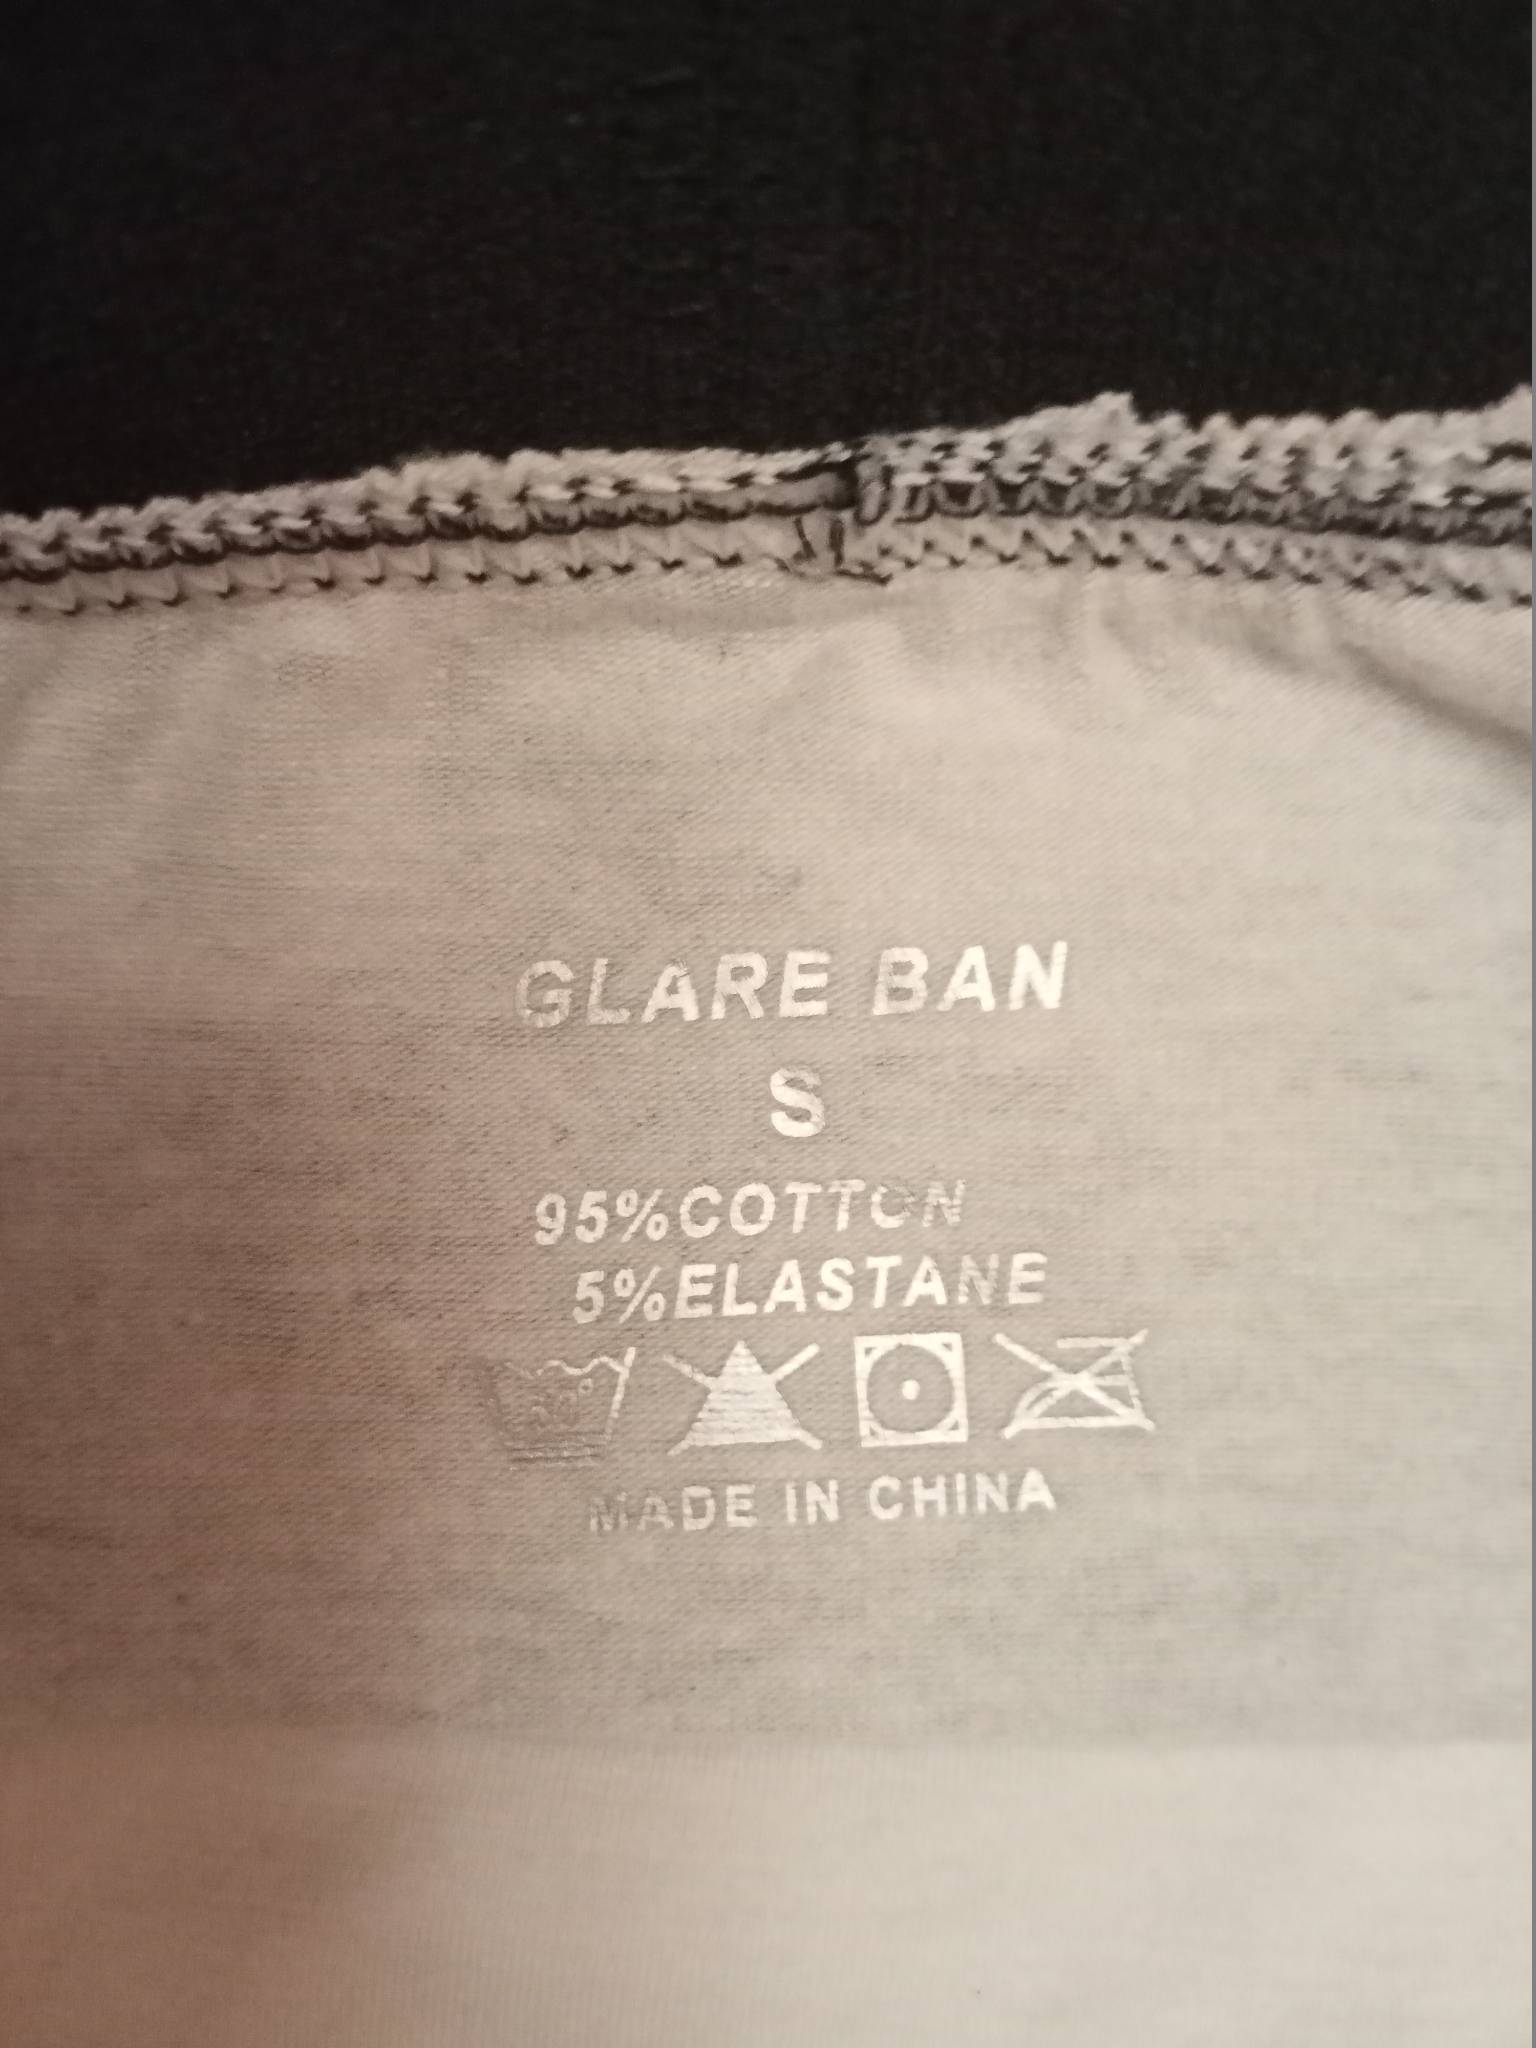 GLARE BAN
S
95%COTTON
5%ELASTANE
MADE IN CHINA